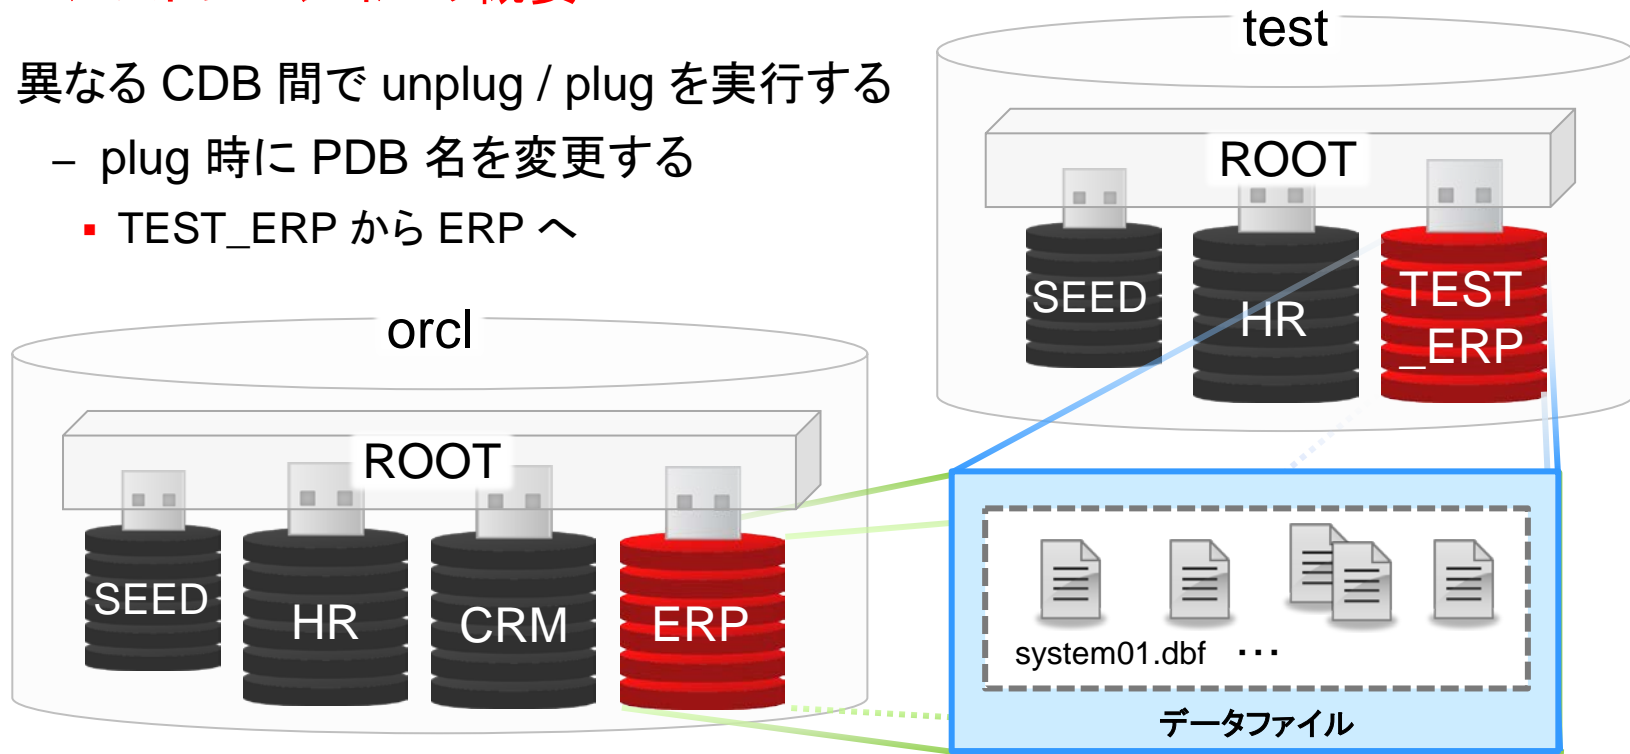 異なる CDB 間で unplug / plug を実行する
– plug 時に PDB 名を変更する
▪ TEST_ERP から ERP へ
test
ROOT
SEED
HR
TEST
_ERP
orcl
ROOT
SEED
HR
CRM
ERP
system01.dbf ・・・
データファイル